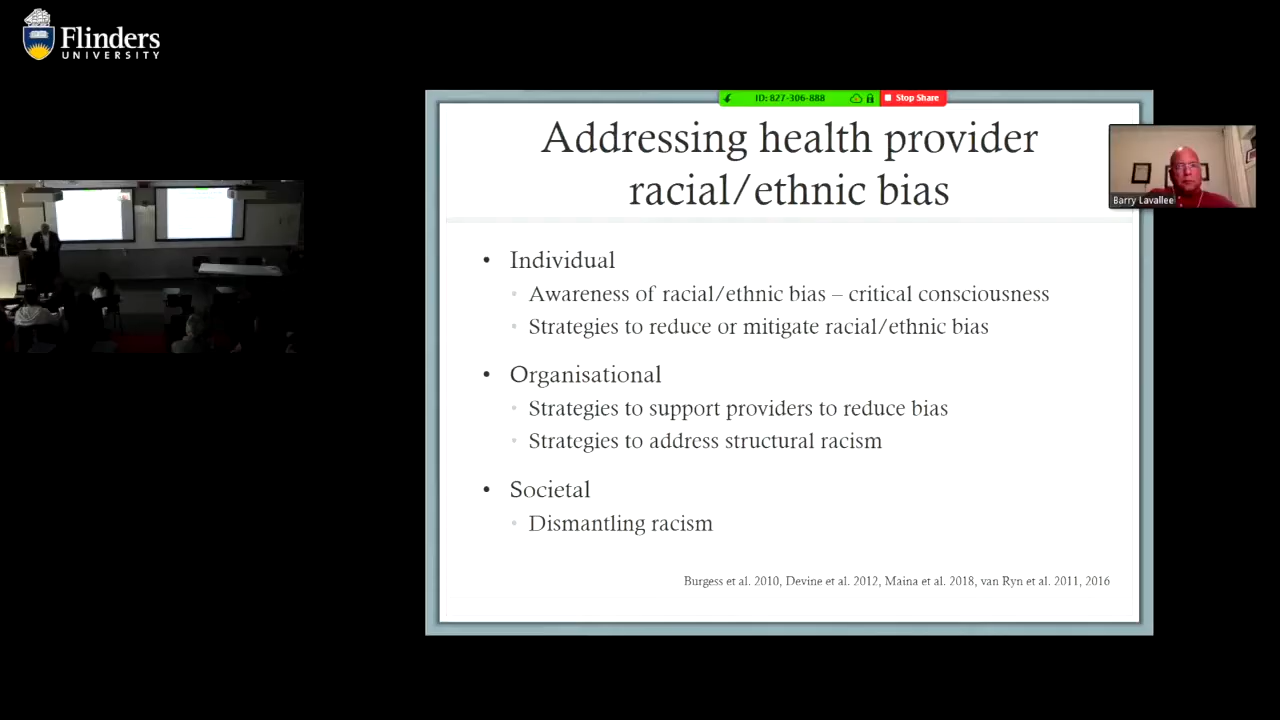 Flinders
UNIVERSITY
ID: 827-306-888
Stop Share
Addressing health provider
racial/ethnic bias
Barry Lavallee
• Individual
◦ Awareness of racial/ethnic bias – critical consciousness
◦ Strategies to reduce or mitigate racial/ethnic bias
• Organisational
◦ Strategies to support providers to reduce bias
◦ Strategies to address structural racism
• Societal
◦ Dismantling racism
Burgess et al. 2010, Devine et al. 2012, Maina et al. 2018, van Ryn et al. 2011, 2016